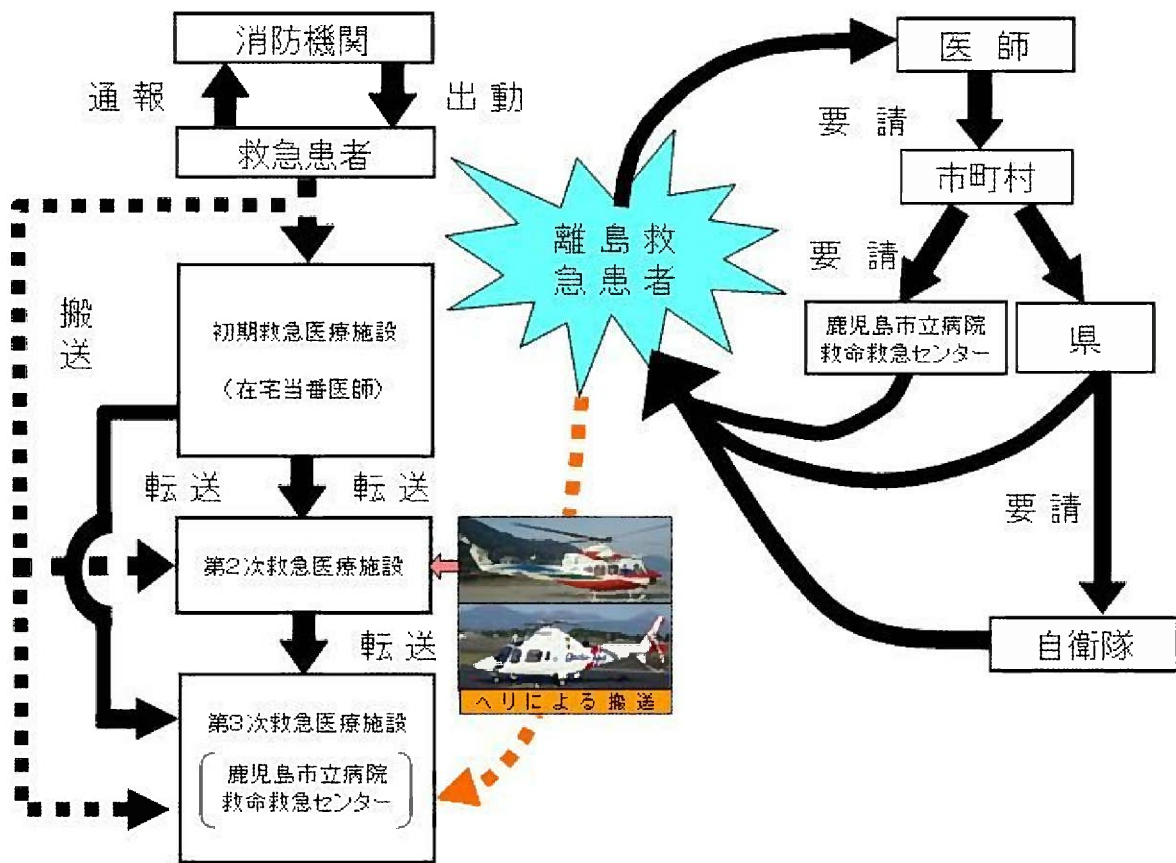 消防機関
通報
出動
救急患者
搬送
初期救急医療施設
(在宅当番医師)
転送
転送
第2次救急医療施設
転送
第3次救急医療施設
鹿児島市立病院
救命救急センター
ヘリによる搬送
離島救
急患者
医師
要請
市町村
要請
鹿児島市立病院
救命救急センター
県
要請
自衛隊